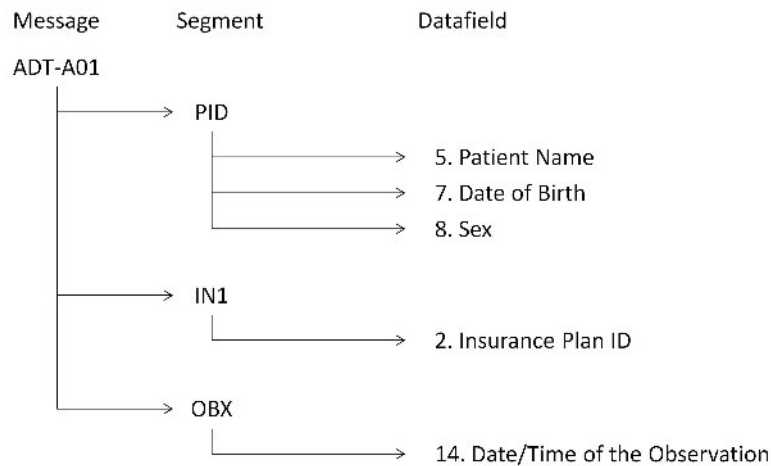 Message Segment Datafield
ADT-A01
PID
5. Patient Name
7. Date of Birth
8. Sex
IN1
2. Insurance Plan ID
OBX
14. Date/Time of the Observation